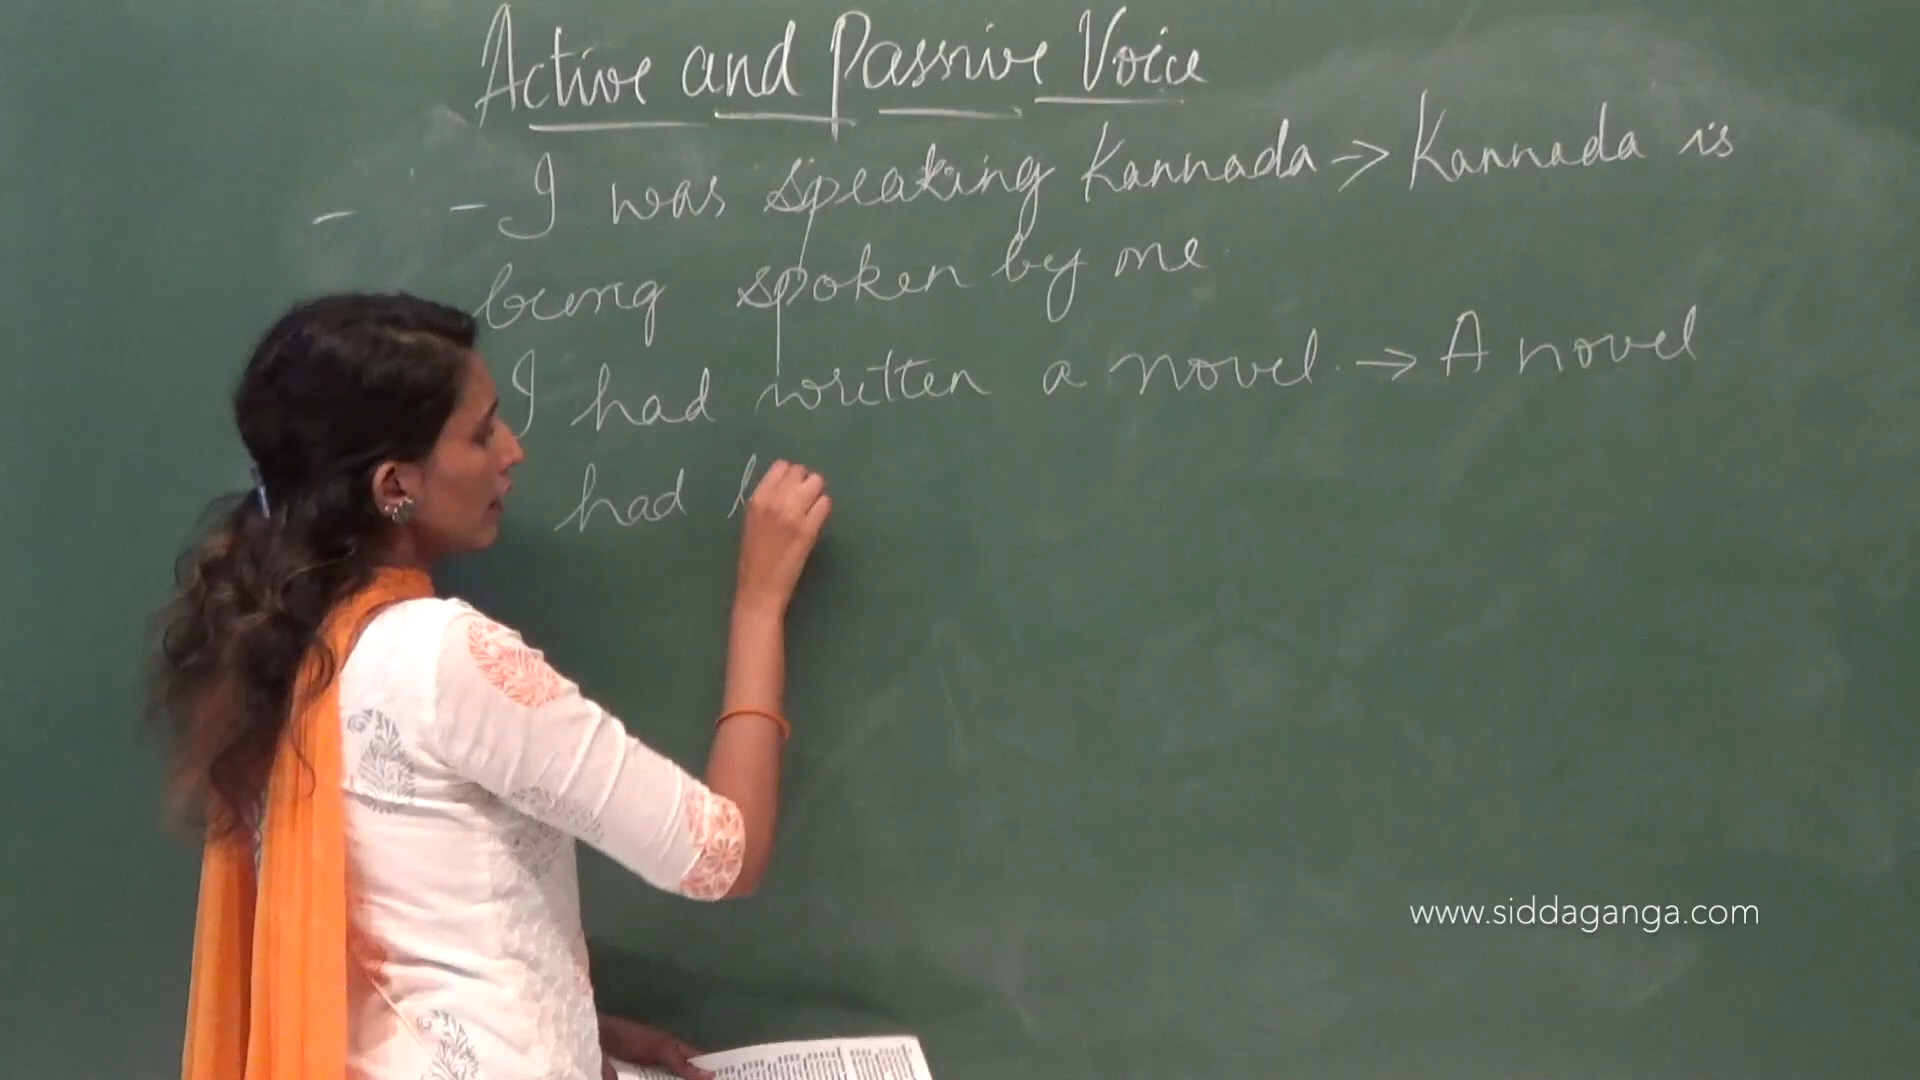 Active and Passive Voice
- - I was speaking Kannada → Kannada is
being spoken by me.
I had written a novel. → A novel
had b
www.siddaganga.com